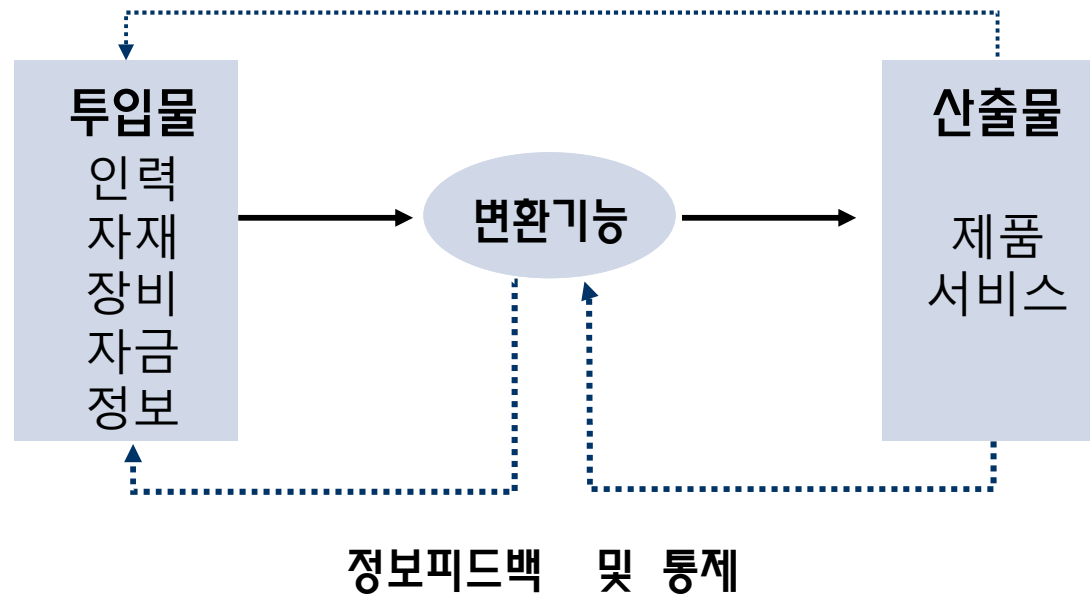 투입물
인력
자재
장비
자금
정보
변환기능
산출물
제품
서비스
정보피드백 및 통제